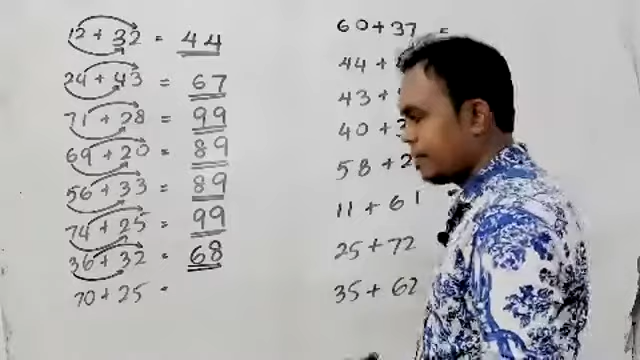 12 + 32 = 44
24 + 43 = 67
71 + 28 = 99
69 + 20 = 89
56 + 33 = 89
74 + 25 = 99
36 + 32 = 68
70 + 25 =
60 + 37 =
44 +
43 +
40 +
58 + 2
11 + 61
25 + 72
35 + 62